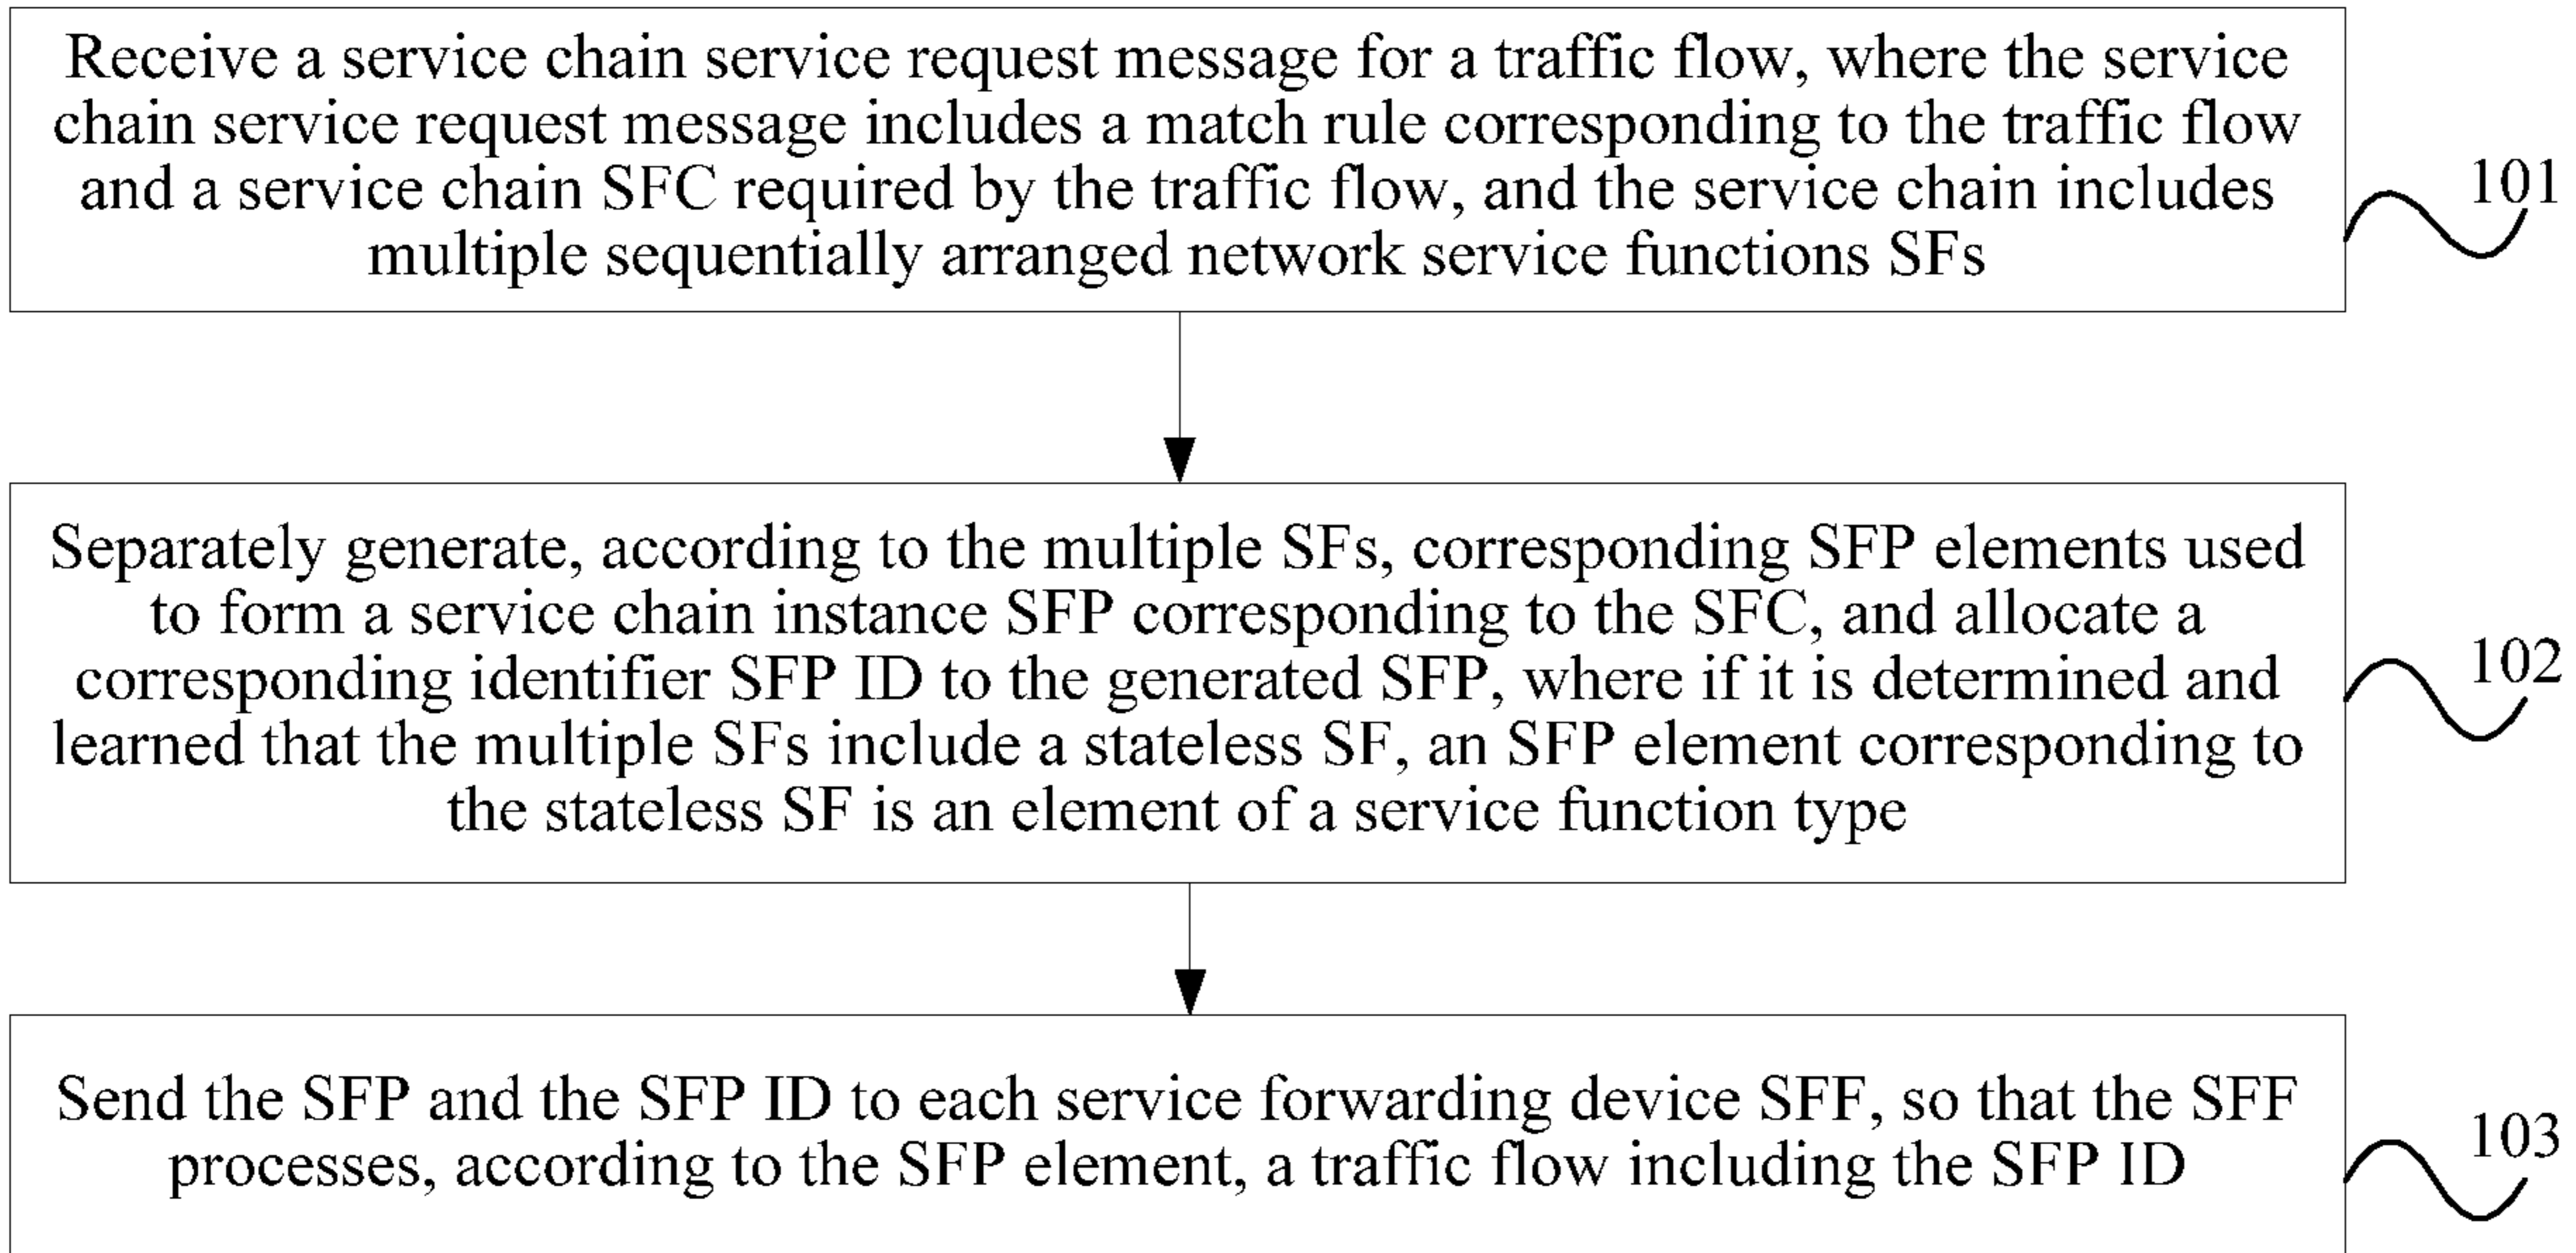 Receive a service chain service request message for a traffic flow, where the service
chain service request message includes a match rule corresponding to the traffic flow
and a service chain SFC required by the traffic flow, and the service chain includes
multiple sequentially arranged network service functions SFs
101
Separately generate, according to the multiple SFs, corresponding SFP elements used
to form a service chain instance SFP corresponding to the SFC, and allocate a
corresponding identifier SFP ID to the generated SFP, where if it is determined and
learned that the multiple SFs include a stateless SF, an SFP element corresponding to
the stateless SF is an element of a service function type
102
Send the SFP and the SFP ID to each service forwarding device SFF, so that the SFF
processes, according to the SFP element, a traffic flow including the SFP ID
103